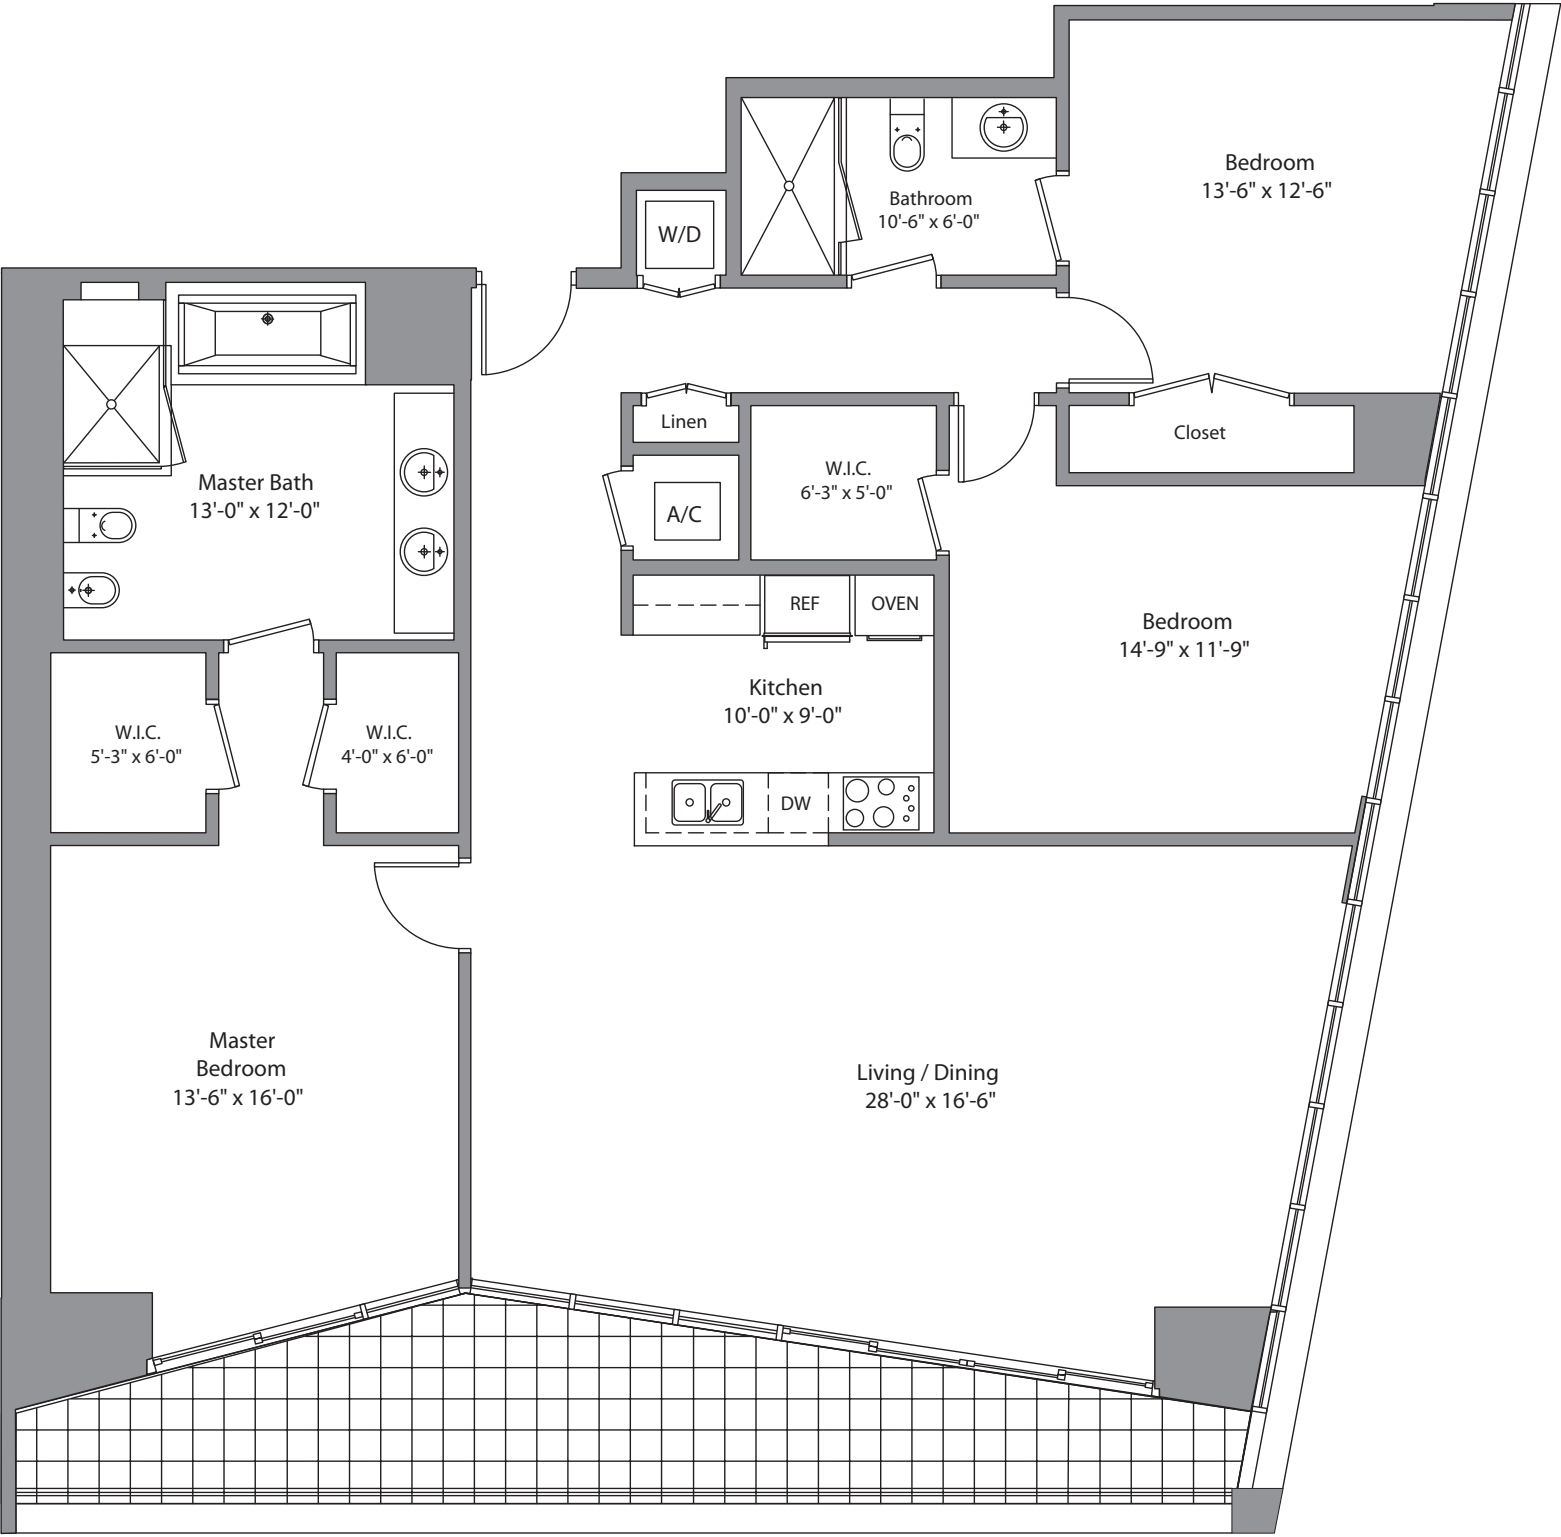 Bedroom
13'-6" x 12'-6"
Bathroom
10'-6" x 6'-0"
W/D
Linen
Closet
W.I.C.
6'-3" x 5'-0"
Master Bath
13'-0" x 12'-0"
A/C
REF
OVEN
Bedroom
14'-9" x 11'-9"
Kitchen
10'-0" x 9'-0"
W.I.C.
5'-3" x 6'-0"
W.I.C.
4'-0" x 6'-0"
DW
Master
Bedroom
13'-6" x 16'-0"
Living / Dining
28'-0" x 16'-6"